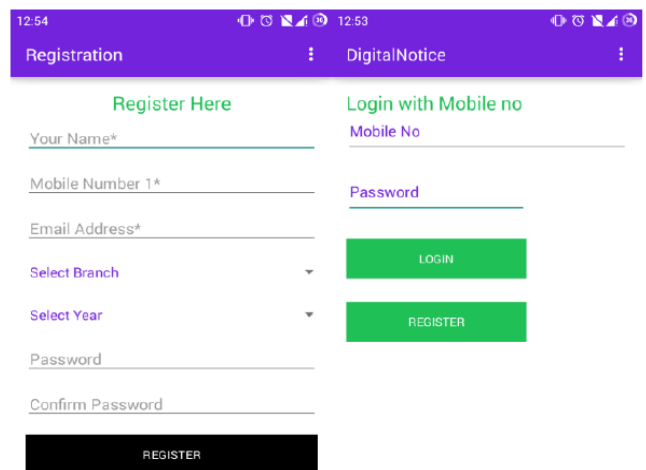 12:54
Registration
Register Here
Your Name*
Mobile Number 1*
Email Address*
Select Branch
Select Year
Password
Confirm Password
REGISTER
12:53
DigitalNotice
Login with Mobile no
Mobile No
Password
LOGIN
REGISTER